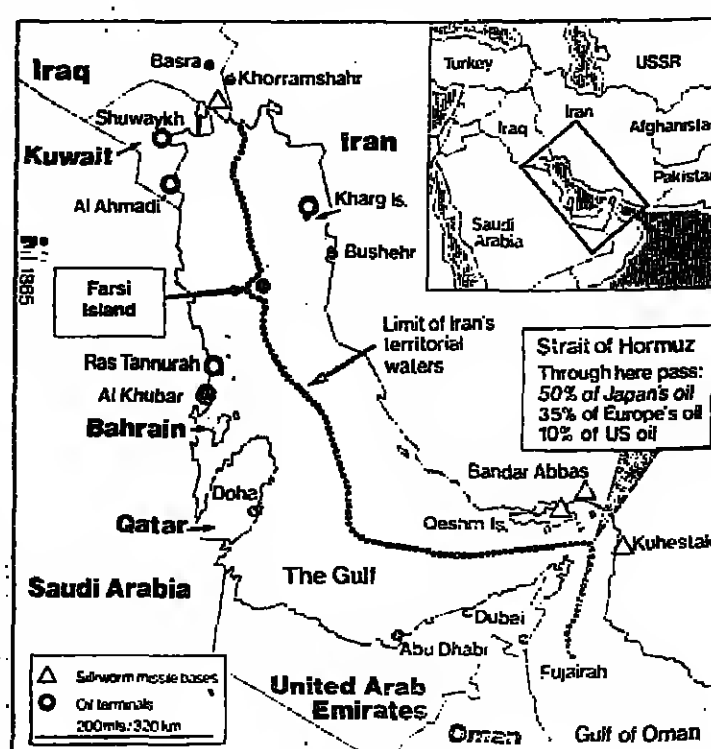 Iraq
Basra
Khorramshahr
Shuwaykh
Kuwait
Iran
Al Ahmadi
Kharg Is.
Bushehr
Farsi
Island
Limit of Iran's
territorial
waters
Ras Tannurah
Al Khubar
Bahrain
Doha
Qatar
Saudi Arabia
The Gulf
Turkey
USSR
Iraq
Iran
Afghanistan
Pakistan
Saudi
Arabia
Strait of Hormuz
Through here pass:
50% of Japan's oil
35% of Europe's oil
10% of US oil
Bandar Abbas
Qeshm Is.
Kuhestak
Dubai
Abu Dhabi
Fujairah
United Arab
Emirates
Oman
Gulf of Oman
Silkworm missile bases
Oil terminals
200mls/320km